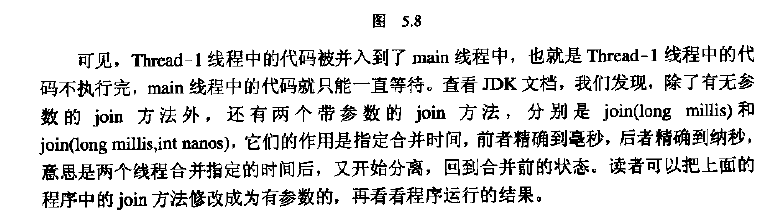 图 5.8
可见，Thread-1 线程中的代码被并入到了 main 线程中，也就是 Thread-1 线程中的代
码不执行完，main 线程中的代码就只能一直等待。查看 JDK 文档，我们发现，除了有无参
数的 join 方法外，还有两个带参数的 join 方法，分别是 join(long millis)和
join(long millis,int nanos)，它们的作用是指定合并时间，前者精确到毫秒，后者精确到纳秒，
意思是两个线程合并指定的时间后，又开始分离，回到合并前的状态。读者可以把上面的
程序中的 join 方法修改成为有参数的，再看看程序运行的结果。